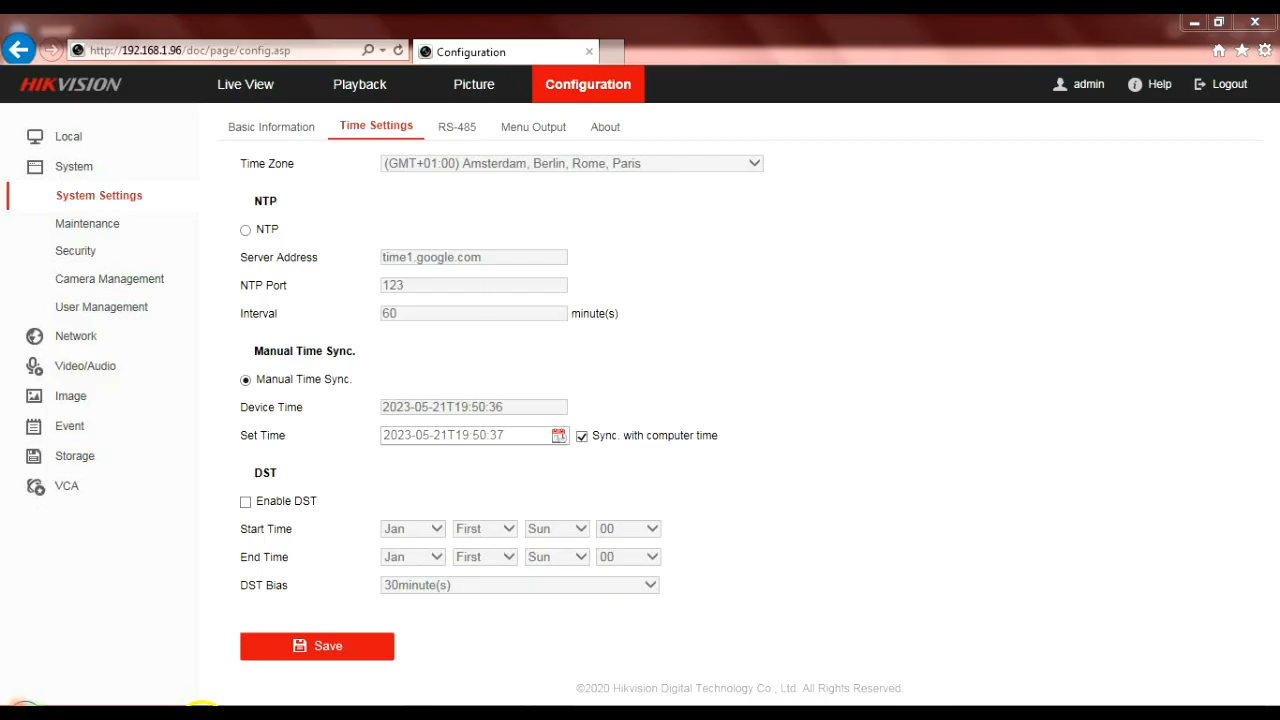 http://192.168.1.96/doc/page/config.asp
Configuration
HIKVISION
Live View
Playback
Picture
Configuration
admin
Help
Logout
Local
System
System Settings
Maintenance
Security
Camera Management
User Management
Network
Video/Audio
Image
Event
Storage
VCA
Basic Information
Time Settings
RS-485
Menu Output
About
Time Zone (GMT+01:00) Amsterdam, Berlin, Rome, Paris
NTP
NTP
Server Address time1.google.com
NTP Port 123
Interval 60 minute(s)
Manual Time Sync.
Manual Time Sync.
Device Time 2023-05-21T19:50:36
Set Time 2023-05-21T19:50:37 Sync. with computer time
DST
Enable DST
Start Time Jan First Sun 00
End Time Jan First Sun 00
DST Bias 30minute(s)
Save
©2020 Hikvision Digital Technology Co., Ltd. All Rights Reserved.